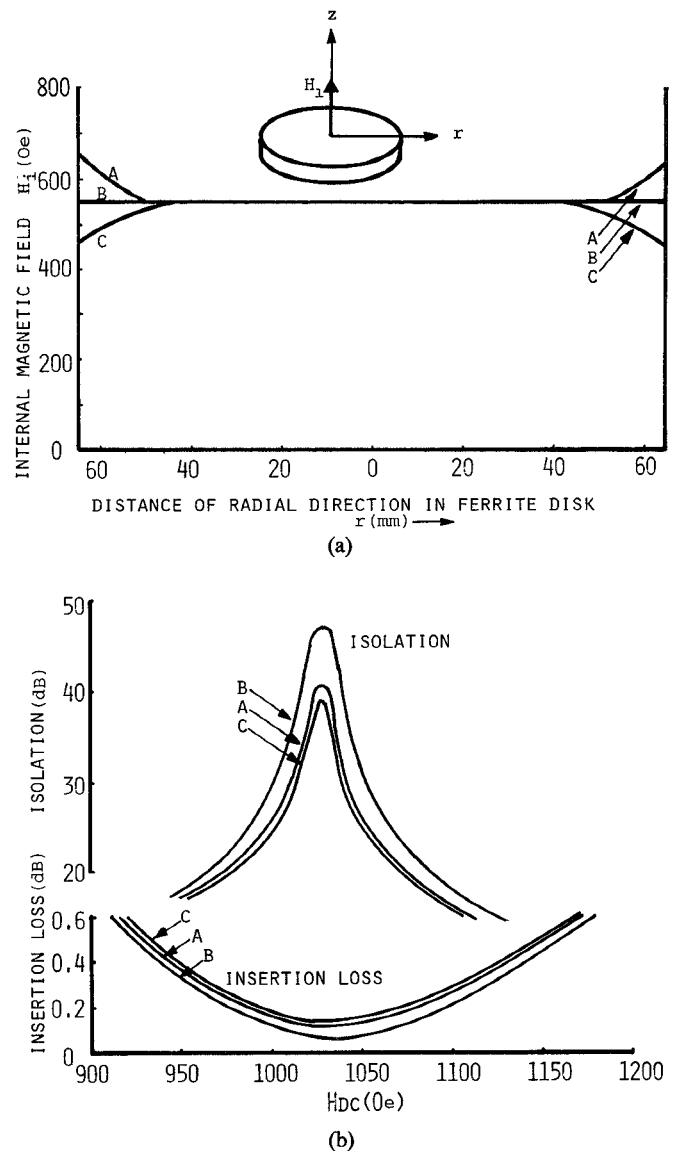 z
H₁
r
800
600
400
200
0
INTERNAL MAGNETIC FIELD Hi(Oe)
A
B
C
A
B
C
60 40 20 0 20 40 60
DISTANCE OF RADIAL DIRECTION IN FERRITE DISK
r(mm)
(a)
50
40
30
20
ISOLATION(dB)
ISOLATION
B
A
C
0.6
0.4
0.2
0
INSERTION LOSS(dB)
C
A
B
INSERTION LOSS
900 950 1000 1050 1100 1150 1200
HDC(Oe)
(b)